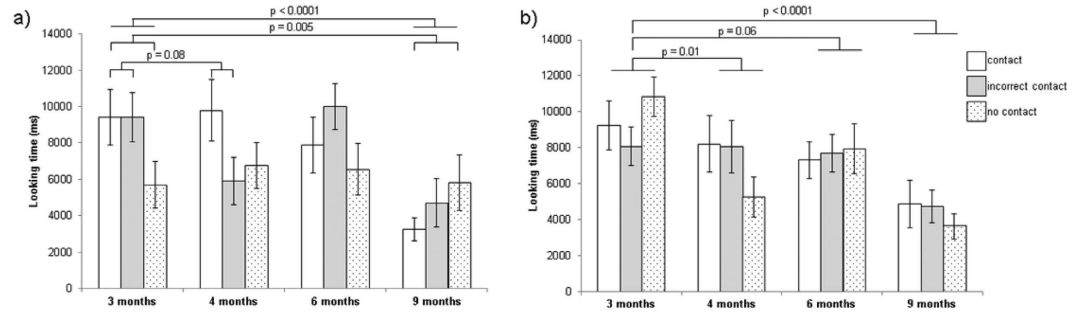 a)
p < 0.0001
p = 0.005
p = 0.08
14000
12000
10000
8000
6000
4000
2000
0
Looking time (ms)
3 months
4 months
6 months
9 months
b)
p <0.0001
p = 0.06
p = 0.01
14000
12000
10000
8000
6000
4000
2000
0
Looking time (ms)
3 months
4 months
6 months
9 months
contact
incorrect contact
no contact